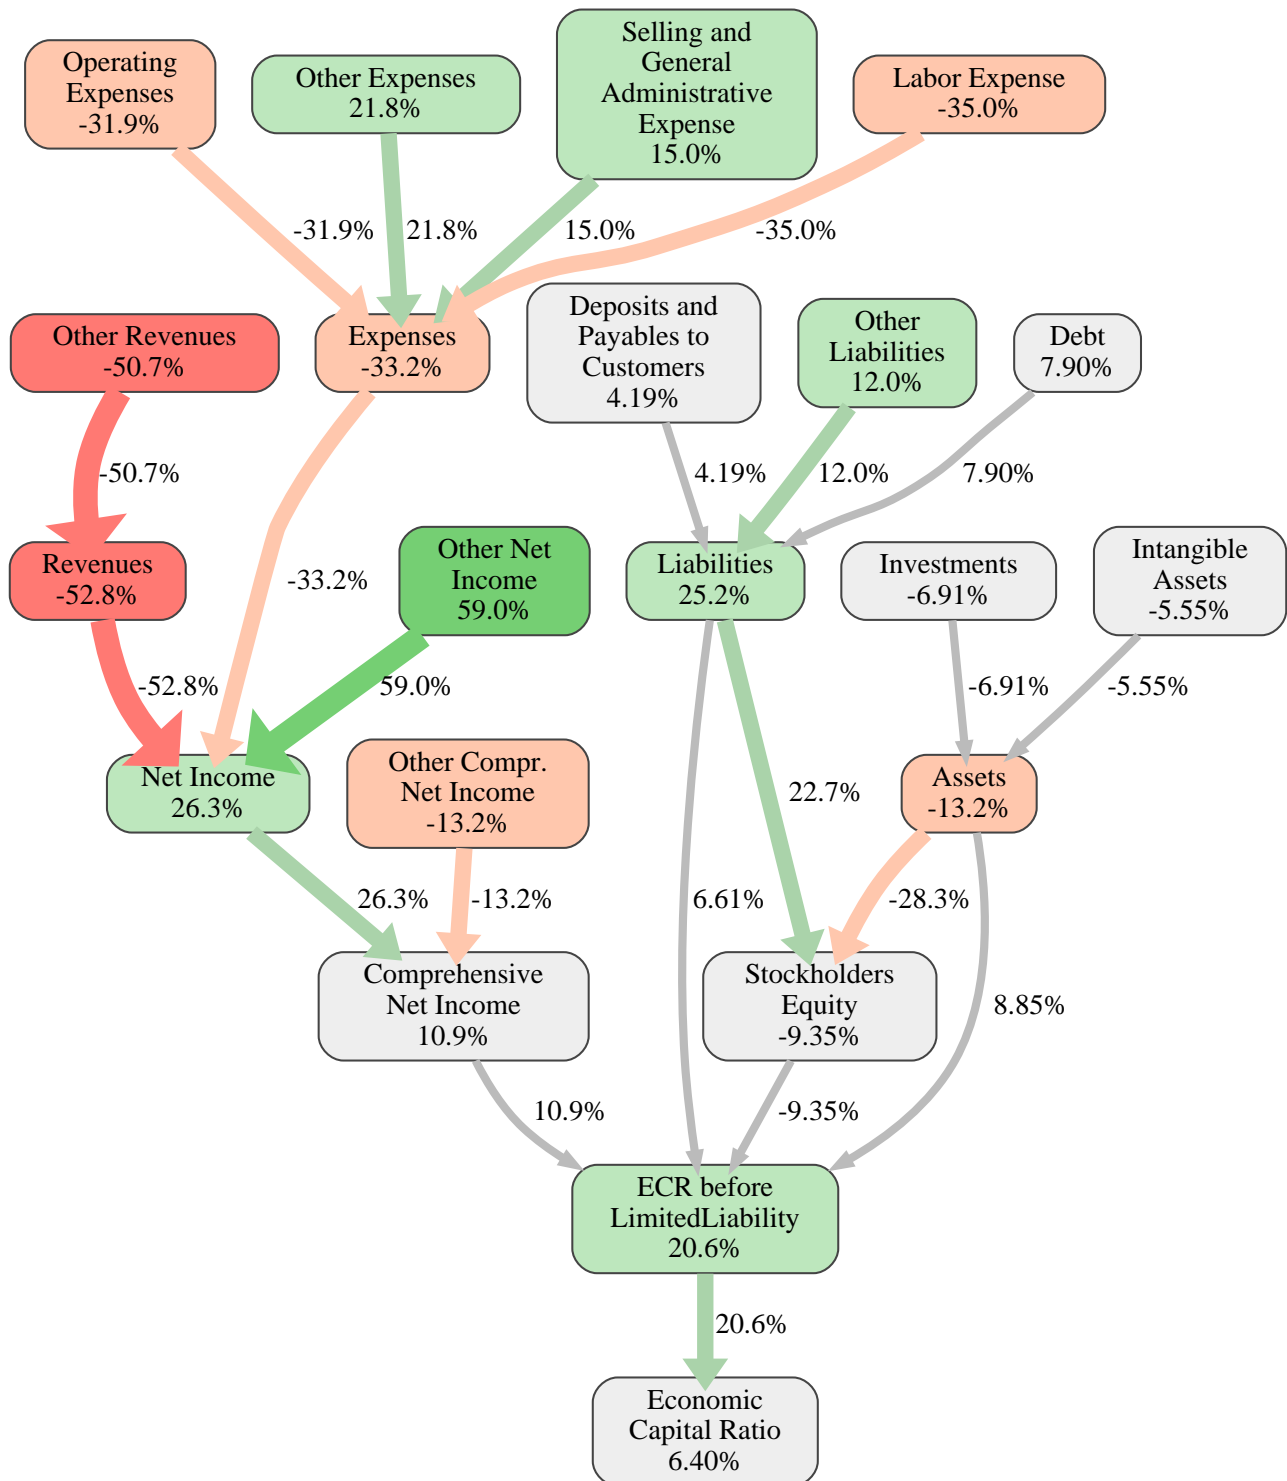 Operating
Expenses
-31.9%
Other Expenses
21.8%
Selling and
General
Administrative
Expense
15.0%
Labor Expense
-35.0%
-31.9%
21.8%
15.0%
-35.0%
Other Revenues
-50.7%
Expenses
-33.2%
Deposits and
Payables to
Customers
4.19%
Other
Liabilities
12.0%
Debt
7.90%
-50.7%
4.19%
12.0%
7.90%
Revenues
-52.8%
-33.2%
Other Net
Income
59.0%
Liabilities
25.2%
Investments
-6.91%
Intangible
Assets
-5.55%
-52.8%
59.0%
-6.91%
-5.55%
Net Income
26.3%
Other Compr.
Net Income
-13.2%
22.7%
Assets
-13.2%
26.3%
-13.2%
6.61%
-28.3%
Comprehensive
Net Income
10.9%
Stockholders
Equity
-9.35%
8.85%
10.9%
-9.35%
ECR before
LimitedLiability
20.6%
20.6%
Economic
Capital Ratio
6.40%